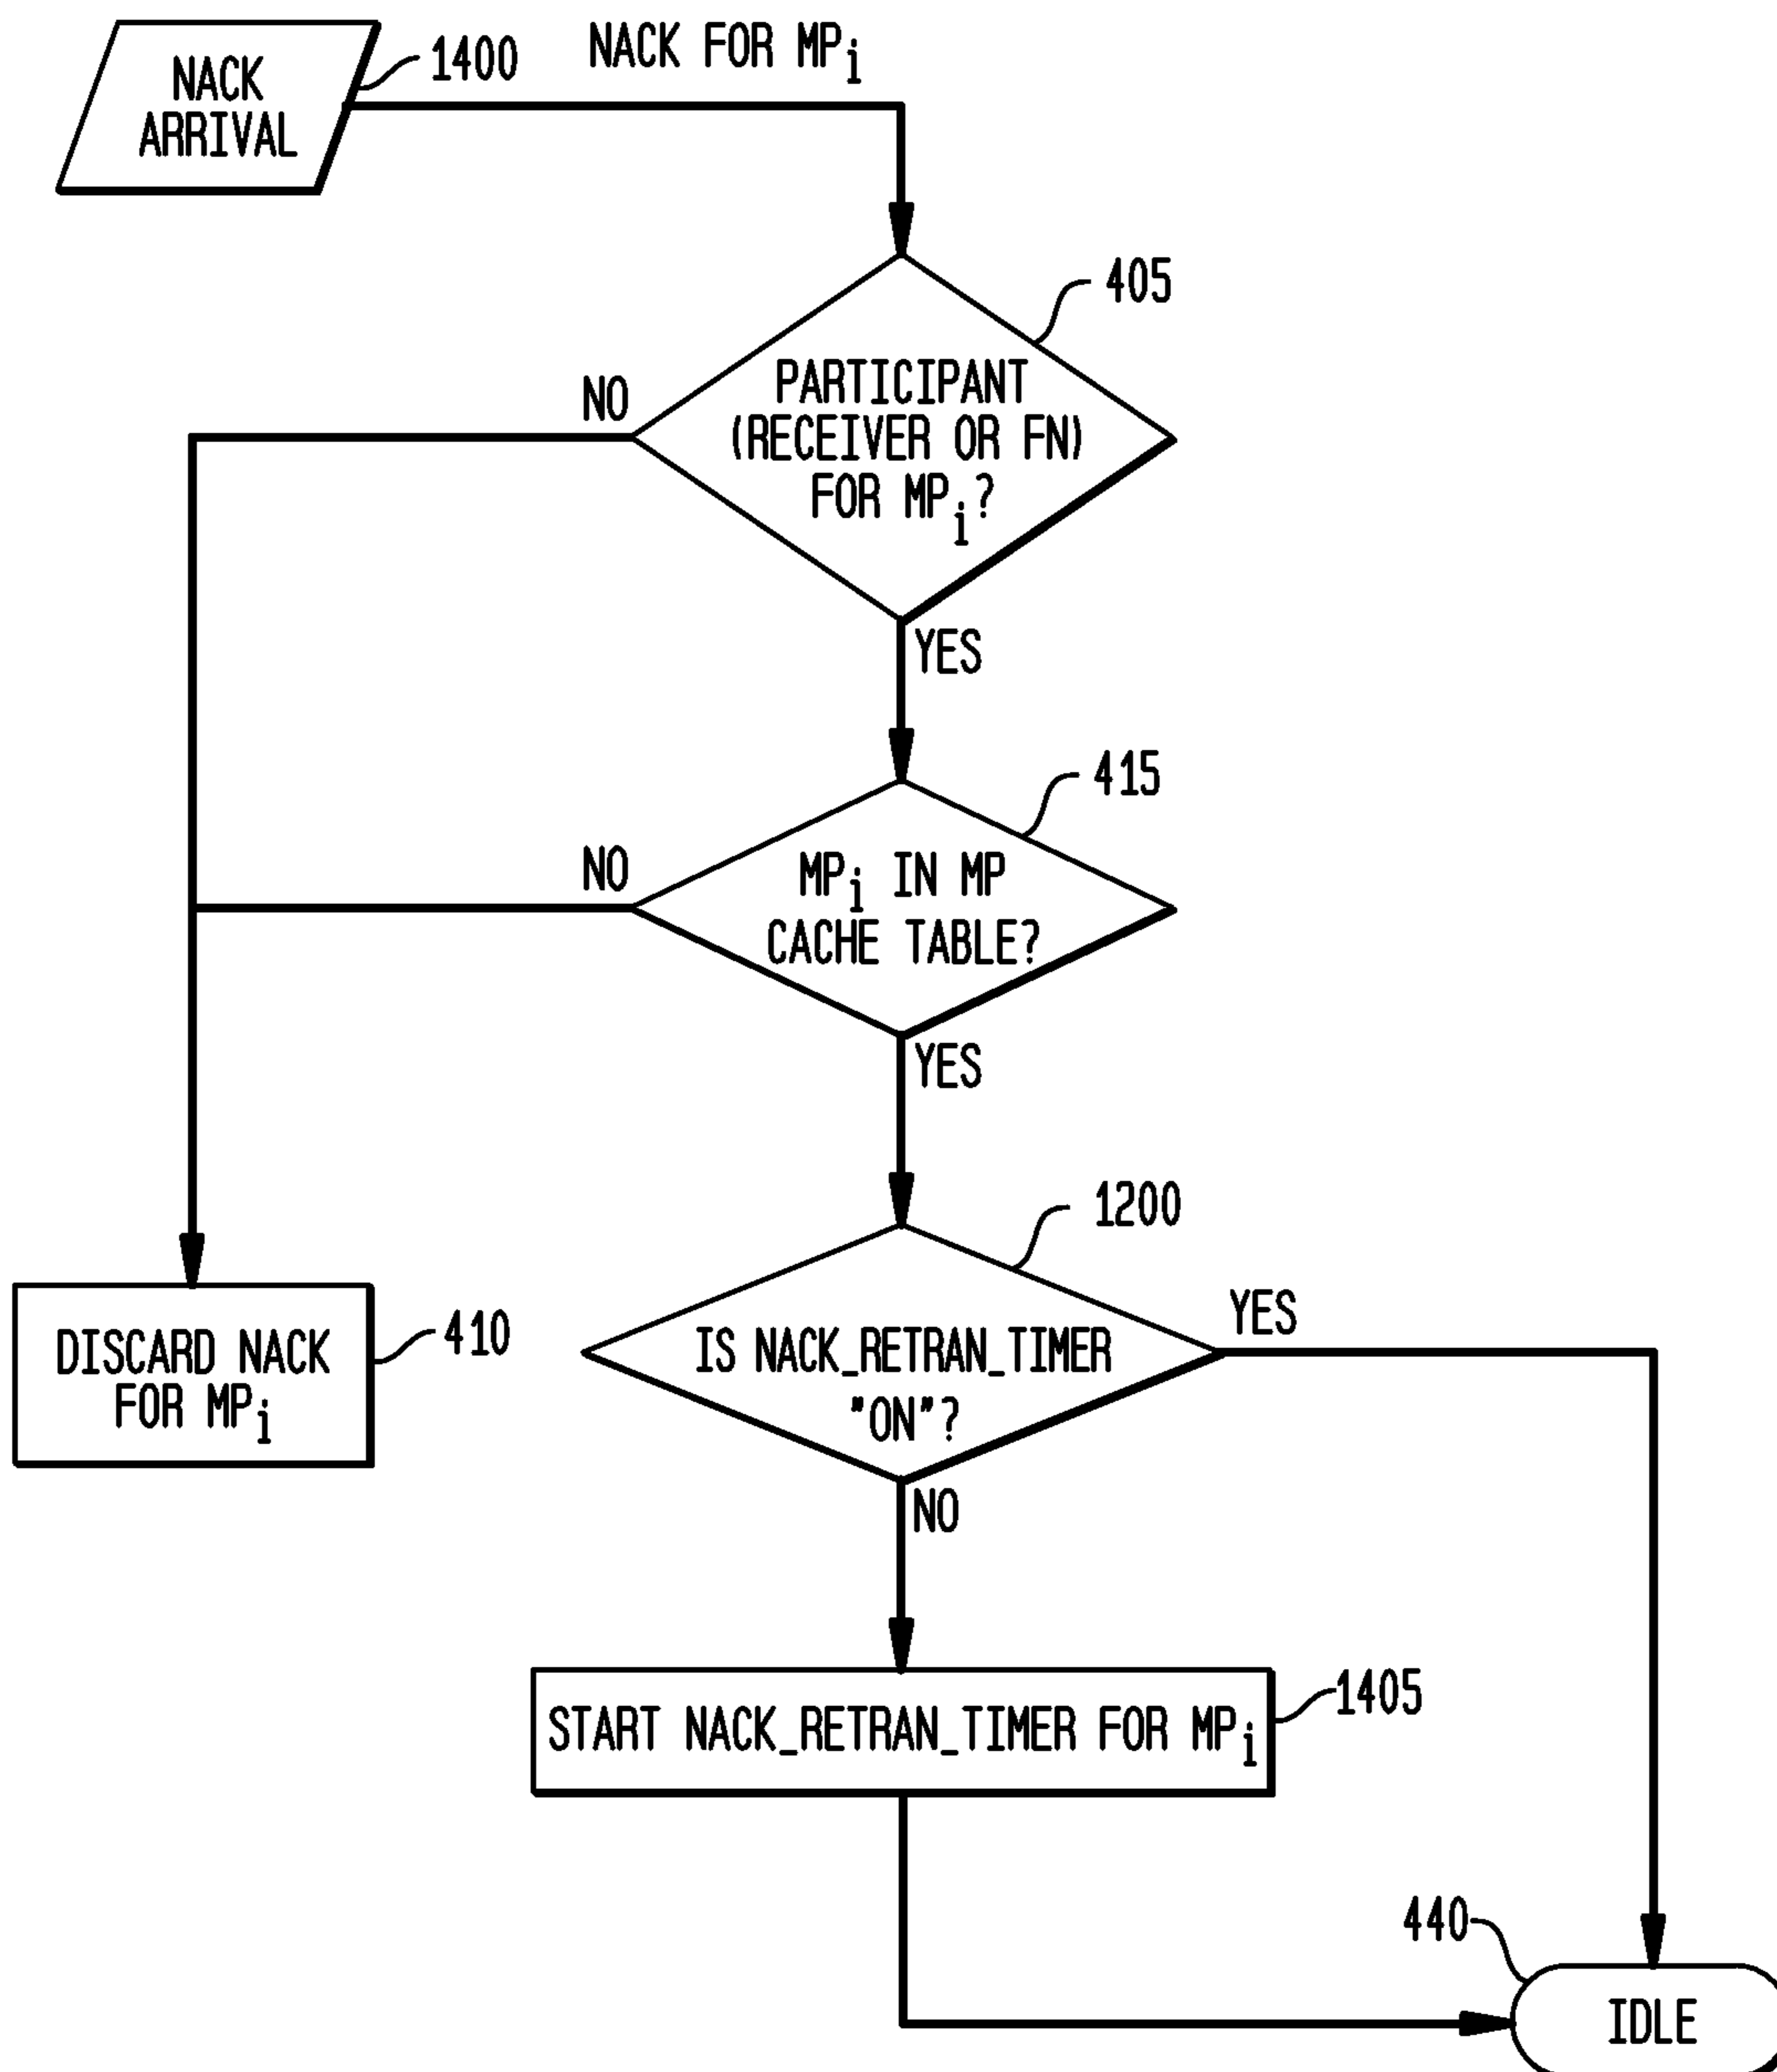 NACK
ARRIVAL
1400
NACK FOR MPi
405
PARTICIPANT
(RECEIVER OR FN)
FOR MPi?
NO
YES
415
MPi IN MP
CACHE TABLE?
NO
YES
1200
IS NACK_RETRAN_TIMER
"ON"?
YES
NO
DISCARD NACK
FOR MPi
410
START NACK_RETRAN_TIMER FOR MPi
1405
440
IDLE